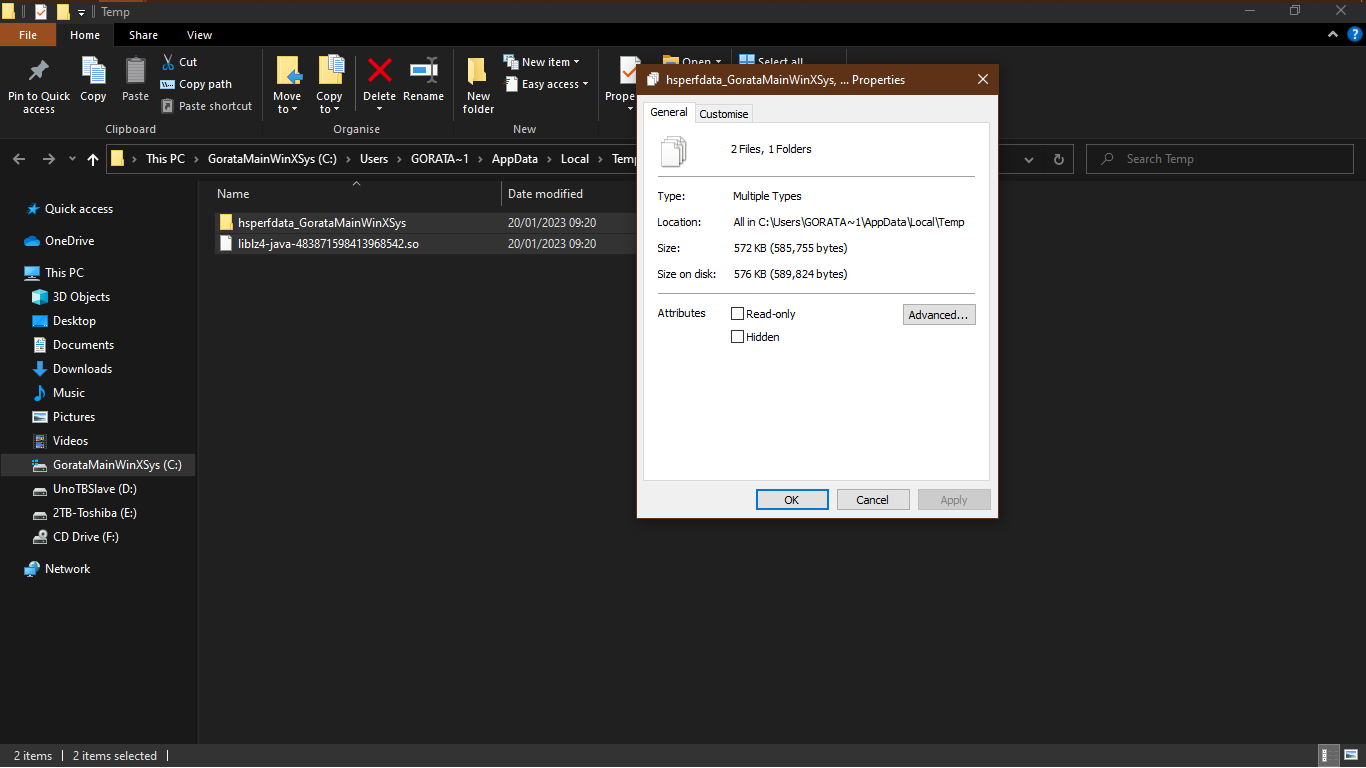 Temp
File Home Share View
Pin to Quick access
Copy
Paste
Cut
Copy path
Paste shortcut
Clipboard
Move to
Copy to
Delete
Rename
Organise
New folder
New item
Easy access
New
Open
Select all
This PC GorataMainWinXSys (C:) Users GORATA~1 AppData Local
Search Temp
Name Date modified
hsperfdata_GorataMainWinXSys 20/01/2023 09:20
liblz4-java-483871598413968542.so 20/01/2023 09:20
Quick access
OneDrive
This PC
3D Objects
Desktop
Documents
Downloads
Music
Pictures
Videos
GorataMainWinXSys (C:)
UnoTBSlave (D:)
2TB-Toshiba (E:)
CD Drive (F:)
Network
hsperfdata_GorataMainWinXSys, ... Properties
General Customise
2 Files, 1 Folders
Type: Multiple Types
Location: All in C:\Users\GORATA~1\AppData\Local\Temp
Size: 572 KB (585,755 bytes)
Size on disk: 576 KB (589,824 bytes)
Attributes Read-only Advanced...
Hidden
OK Cancel Apply
2 items 2 items selected